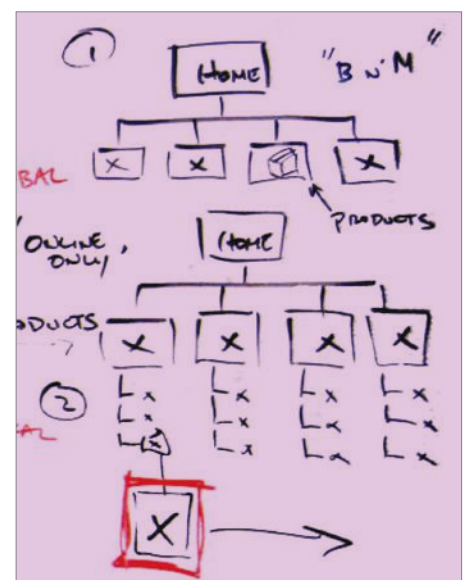 1
HOME
"B N' M"
X X X
BAL
PRODUCTS
"ONLINE ONLY,
HOME
ODUCTS
X X X X
2
X X X X
X X X X
X X X X
AL
X